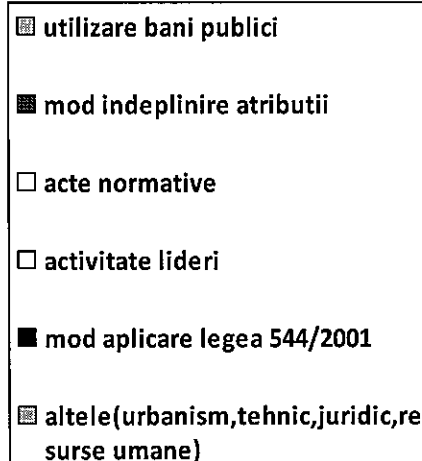 utilizare bani publici
mod indeplinire atributii
acte normative
activitate lideri
mod aplicare legea 544/2001
altele(urbanism,tehnic,juridic,re
surse umane)